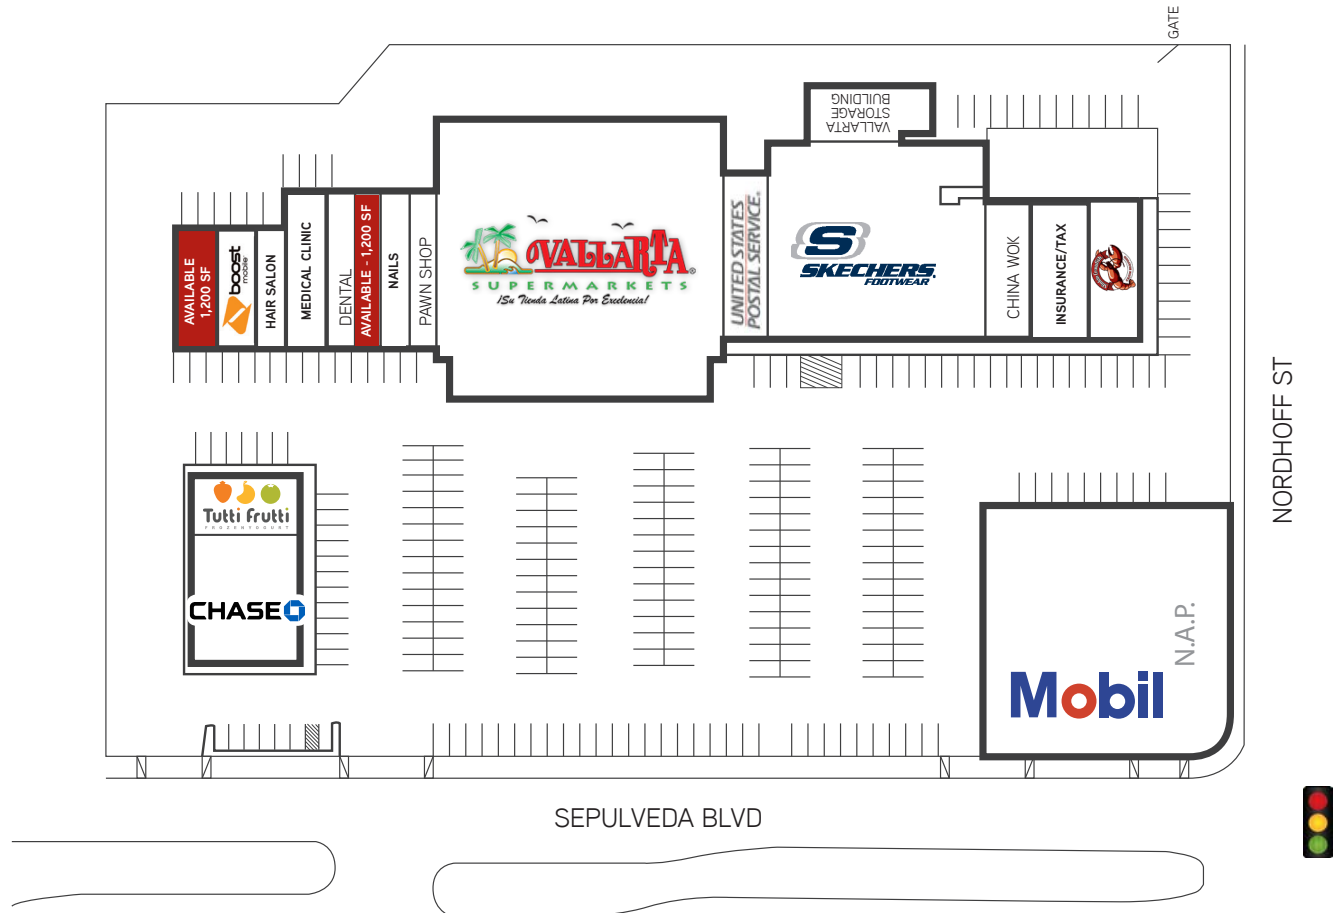 GATE
VALLARTA
STORAGE
BUILDING
AVAILABLE
1,200 SF
boost
mobile
HAIR SALON
MEDICAL CLINIC
DENTAL
AVAILABLE - 1,200 SF
NAILS
PAWN SHOP
VALLARTA
SUPERMARKETS
¡Su Tienda Latina Por Excelencia!
UNITED STATES
POSTAL SERVICE®
S
SKECHERS
FOOTWEAR
CHINA WOK
INSURANCE/TAX
NORDHOFF ST
Tutti Frutti
FROZEN YOGURT
CHASE
N.A.P.
Mobil
SEPULVEDA BLVD